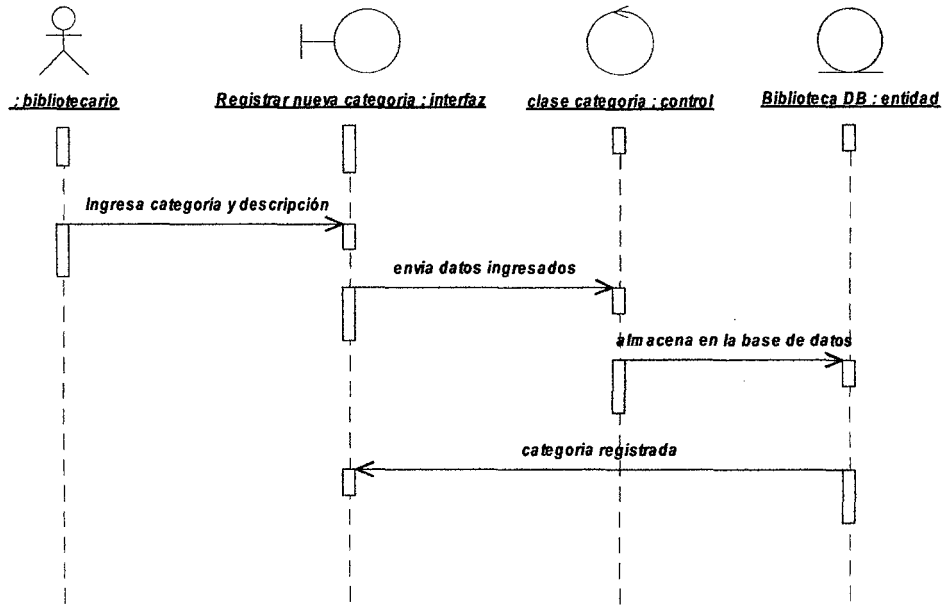 : bibliotecario
Registrar nueva categoria : interfaz
clase categoria : control
Biblioteca DB : entidad
Ingresa categoría y descripción
envia datos ingresados
almacena en la base de datos
categoria registrada